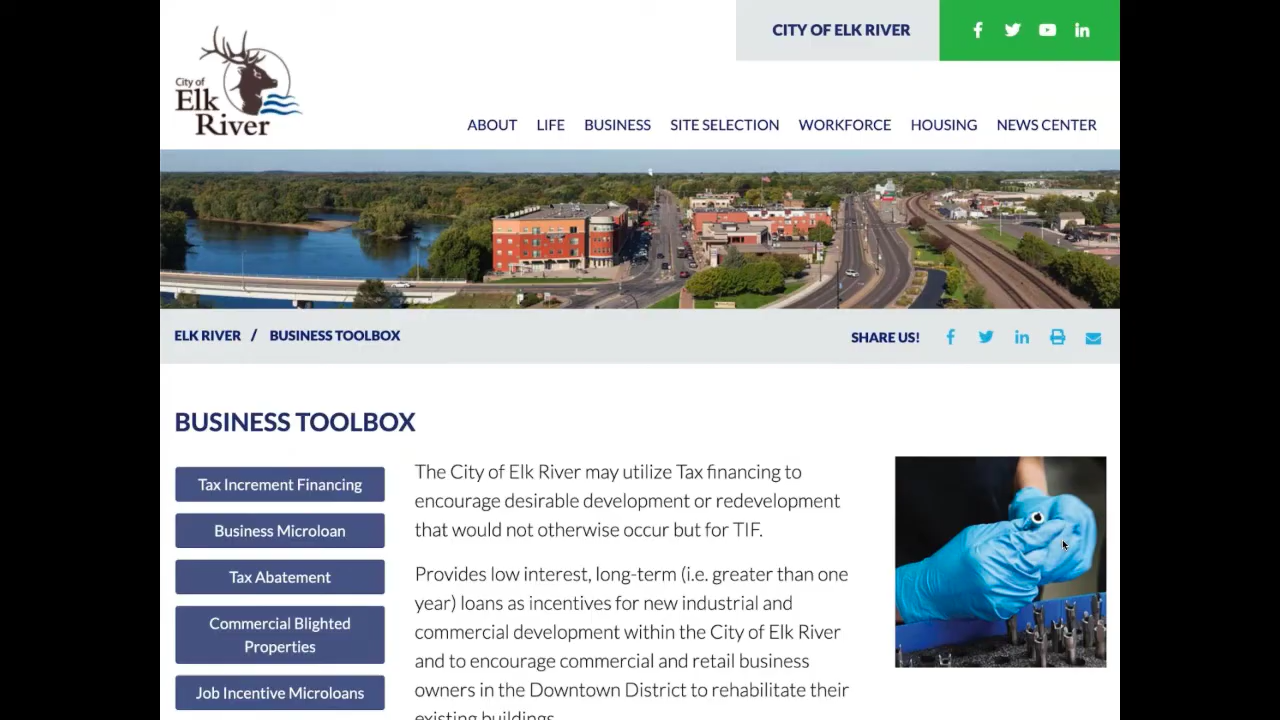 CITY OF ELK RIVER
City of
Elk
River
ABOUT LIFE BUSINESS SITE SELECTION WORKFORCE HOUSING NEWS CENTER
ELK RIVER / BUSINESS TOOLBOX
SHARE US!
BUSINESS TOOLBOX
Tax Increment Financing
Business Microloan
Tax Abatement
Commercial Blighted
Properties
Job Incentive Microloans
The City of Elk River may utilize Tax financing to
encourage desirable development or redevelopment
that would not otherwise occur but for TIF.
Provides low interest, long-term (i.e. greater than one
year) loans as incentives for new industrial and
commercial development within the City of Elk River
and to encourage commercial and retail business
owners in the Downtown District to rehabilitate their
existing buildings.